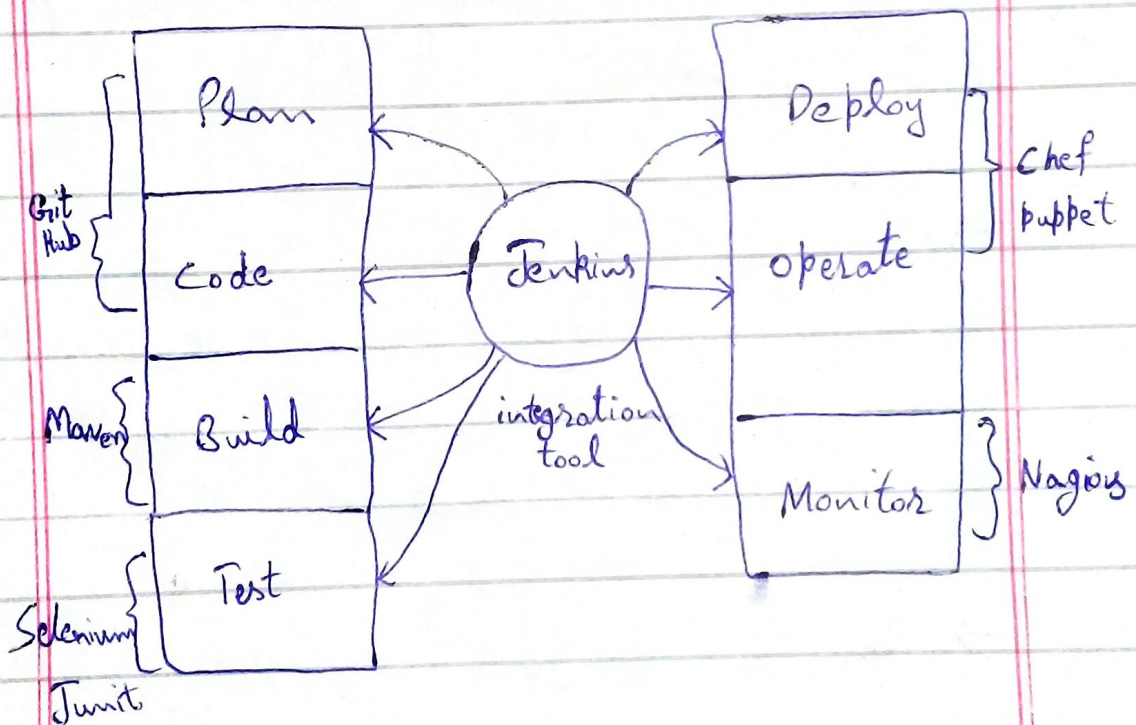 Plan
Git
Hub
Code
Maven
Build
Selenium
Junit
Test
Jenkins
integration
tool
Deploy
Chef
puppet
Operate
Monitor
Nagios